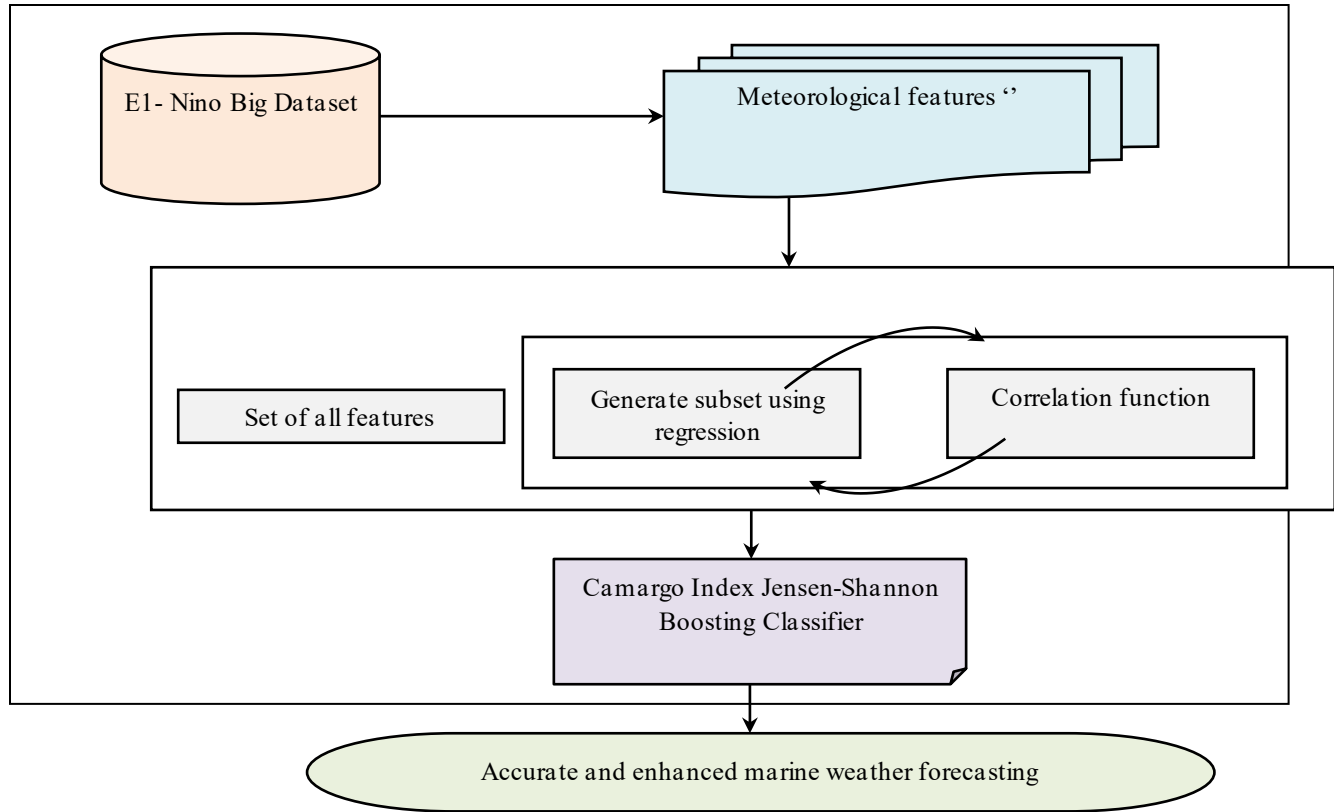 E1- Nino Big Dataset
Meteorological features ‘’
Set of all features
Generate subset using
regression
Correlation function
Camargo Index Jensen-Shannon
Boosting Classifier
Accurate and enhanced marine weather forecasting